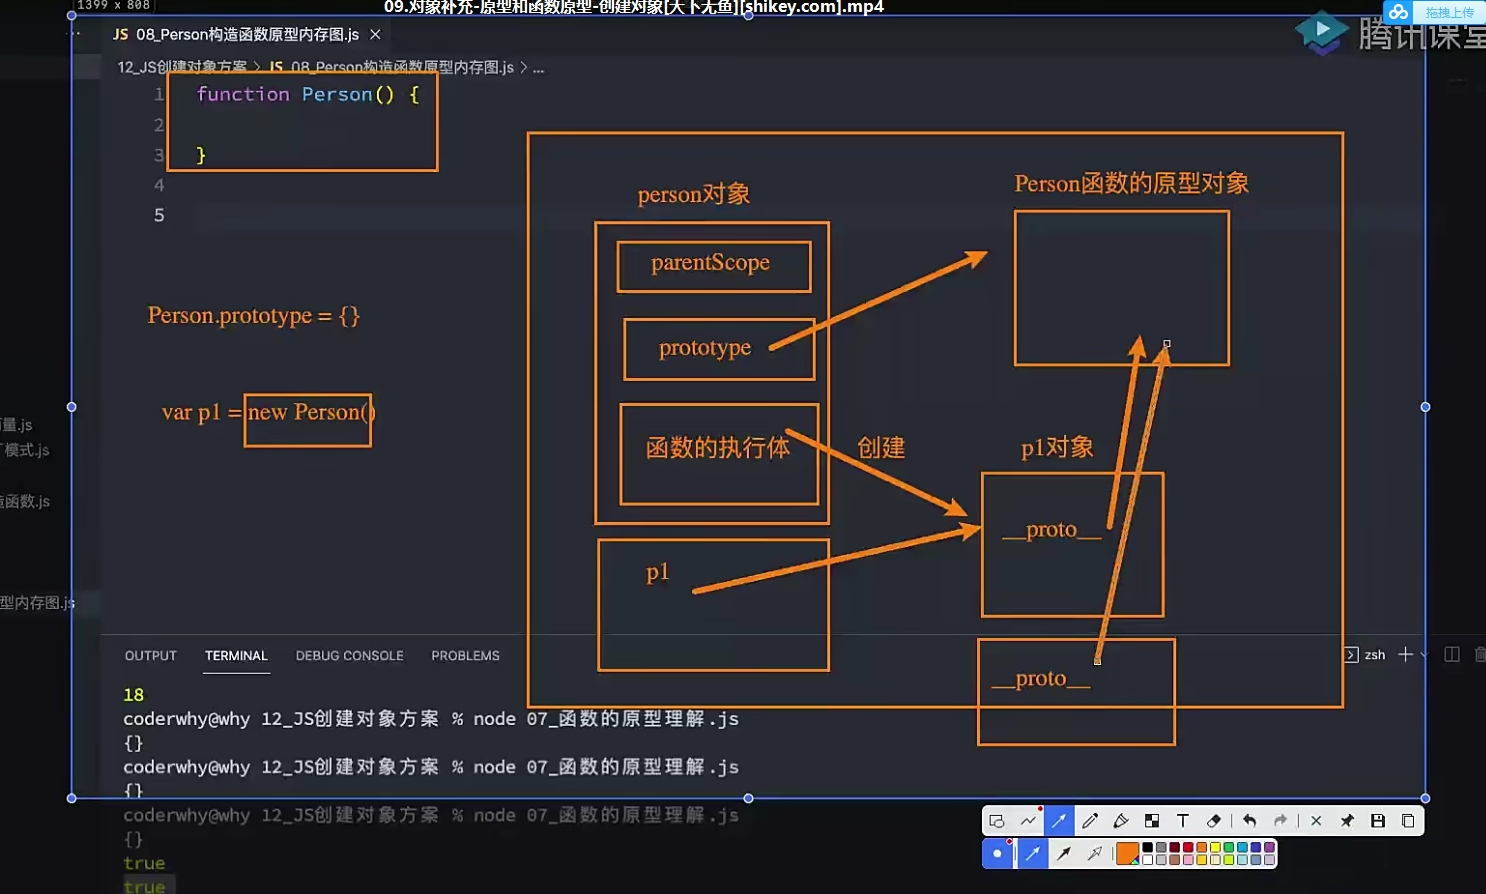 1399 x 808
09.对象补充-原型和函数原型-创建对象[天下无鱼][shikey.com].mp4
拖拽上传
腾讯课堂
JS 08_Person构造函数原型内存图.js ×
12_JS创建对象方案 > JS 08_Person构造函数原型内存图.js > ...
1 function Person() {
2
3 }
4
5
person对象
Person函数的原型对象
parentScope
Person.prototype = {}
prototype
var p1 = new Person()
函数的执行体
创建
p1对象
__proto__
p1
__proto__
量.js
模式.js
函数.js
型内存图.js
OUTPUT TERMINAL DEBUG CONSOLE PROBLEMS
zsh
18
coderwhy@why 12_JS创建对象方案 % node 07_函数的原型理解.js
{}
coderwhy@why 12_JS创建对象方案 % node 07_函数的原型理解.js
{}
coderwhy@why 12_JS创建对象方案 % node 07_函数的原型理解.js
{}
true
true